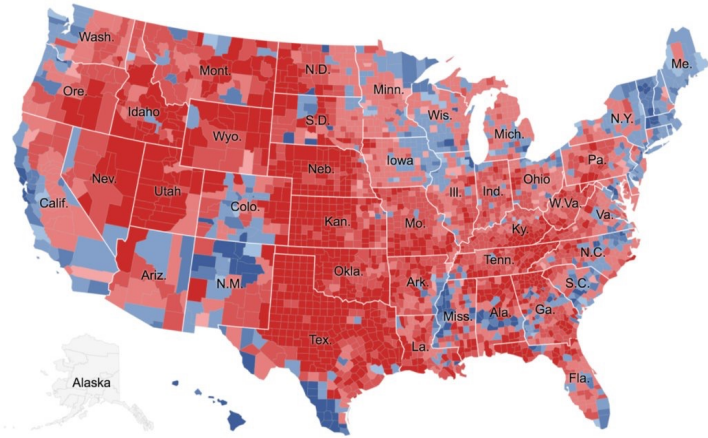 Wash.
Mont.
N.D.
Minn.
Me.
Ore.
Idaho
S.D.
Wis.
Mich.
N.Y.
Wyo.
Iowa
Pa.
Neb.
Nev.
Utah
Colo.
Ill.
Ind.
Ohio
W.Va.
Calif.
Kan.
Mo.
Ky.
Va.
Tenn.
N.C.
Ariz.
N.M.
Okla.
Ark.
S.C.
Miss.
Ala.
Ga.
Tex.
La.
Fla.
Alaska